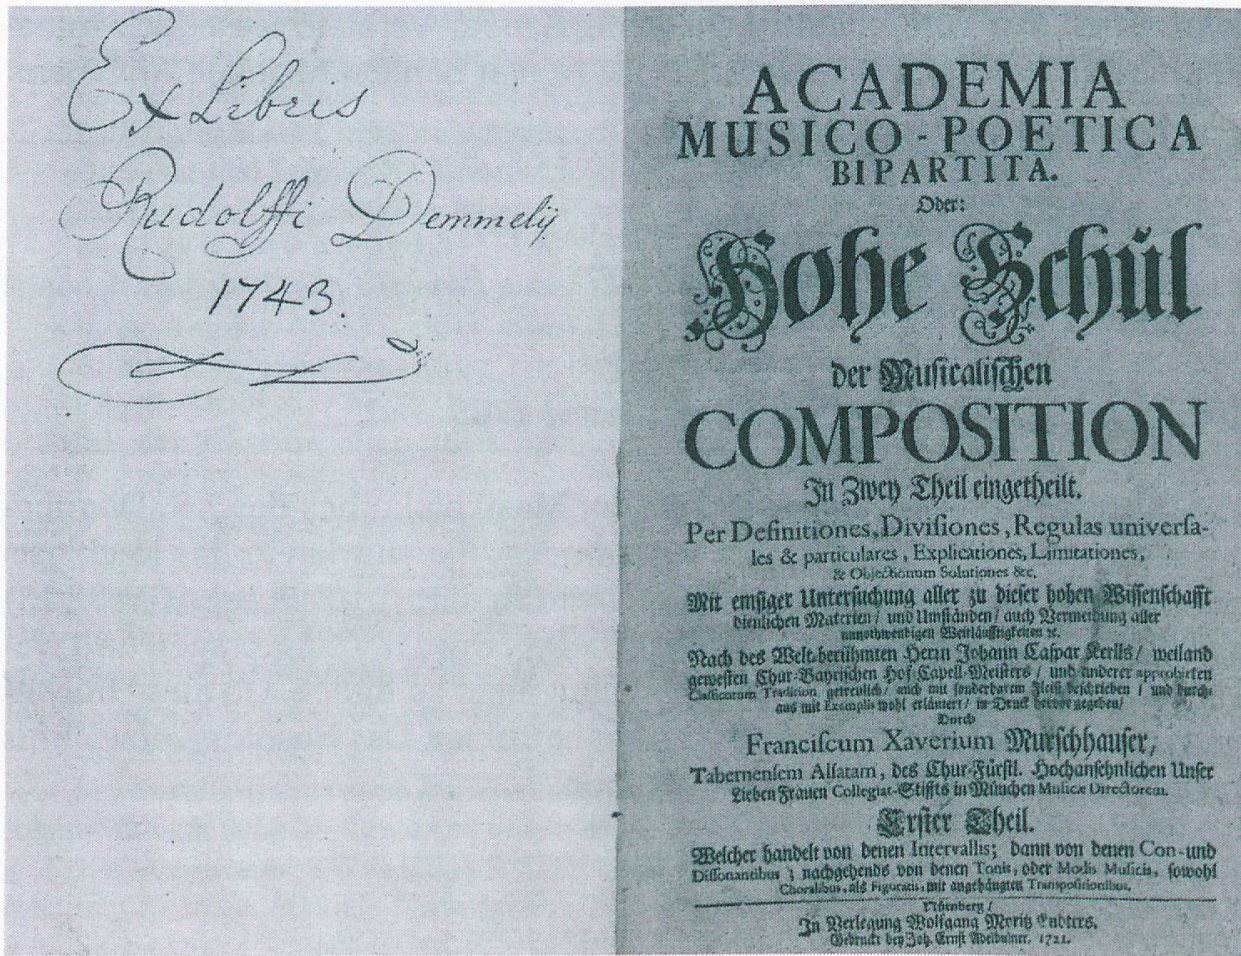 Ex Libris
Rudolffi Demmelij
1743.
ACADEMIA
MUSICO-POETICA
BIPARTITA.
Oder:
Hohe Schŭl
der Musicalischen
COMPOSITION
In Zwey Theil eingetheilt.
Per Definitiones, Divisiones, Regulas universa-
les & particulares, Explicationes, Limitationes,
& Objectionum Solutiones &c.
Mit emsiger Untersuchung aller zu dieser hohen Wissenschafft
dienlichen Materien / und Umständen / auch Vermeidung aller
unnothwendigen Weitläuffigkeiten ꝛc.
Nach des Welt-berühmten Herrn Johann Caspar Kerlls / weiland
gewesten Chur-Bayrischen Hof-Capell-Meisters / und anderer approbirten
Classicorum Tradition getreulich / auch mit sonderbarem Fleiß beschrieben / und durch-
aus mit Exemplis wohl erläutert / in Druck hervor gegeben /
Durch
Franciscum Xaverium Murschhauser,
Tabernensem Alsatam, des Chur-Fürstl. Hochansehnlichen Unser
Lieben Frauen Collegiat-Stiffts in München Musicæ Directorem.
Erster Theil.
Welcher handelt von denen Intervallis; dann von denen Con- und
Dissonantibus; nachgehends von denen Tonis, oder Modis Musicis, sowohl
Choralibus, als Figuratis, mit angehängten Transpositionibus.
Nürnberg /
In Verlegung Wolfgang Moritz Endters.
Gedruckt bey Joh. Ernst Adelbulner. 1721.